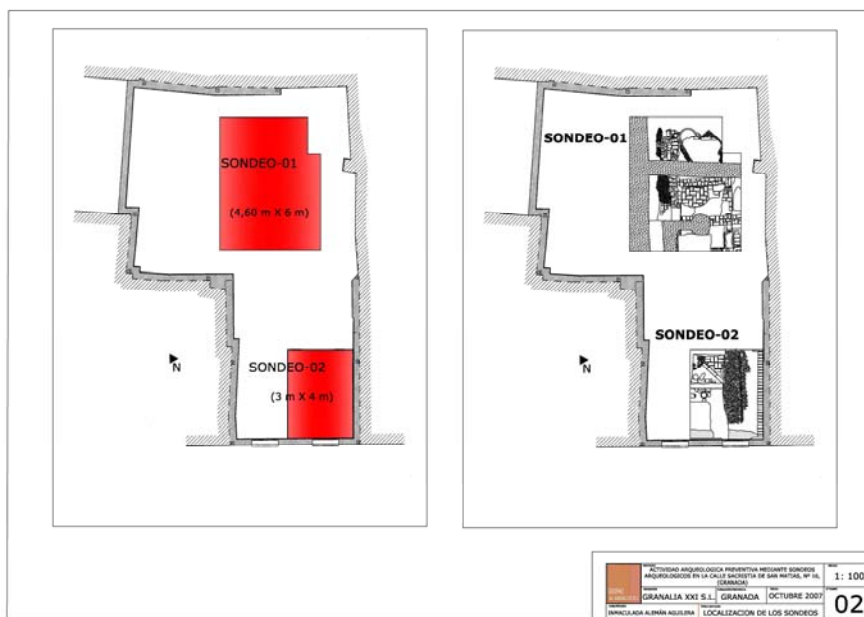 SONDEO-01
(4,60 m X 6 m)
SONDEO-02
(3 m X 4 m)
N
SONDEO-01
SONDEO-02
N
ACTIVIDAD ARQUEOLOGICA PREVENTIVA MEDIANTE SONDEOS
ARQUEOLOGICOS EN LA CALLE SACRISTIA DE SAN MATIAS, Nº 10,
(GRANADA)
1: 100
GRANALIA XXI S.L.
GRANADA
OCTUBRE 2007
02
INMACULADA ALEMÁN AGUILERA
LOCALIZACION DE LOS SONDEOS